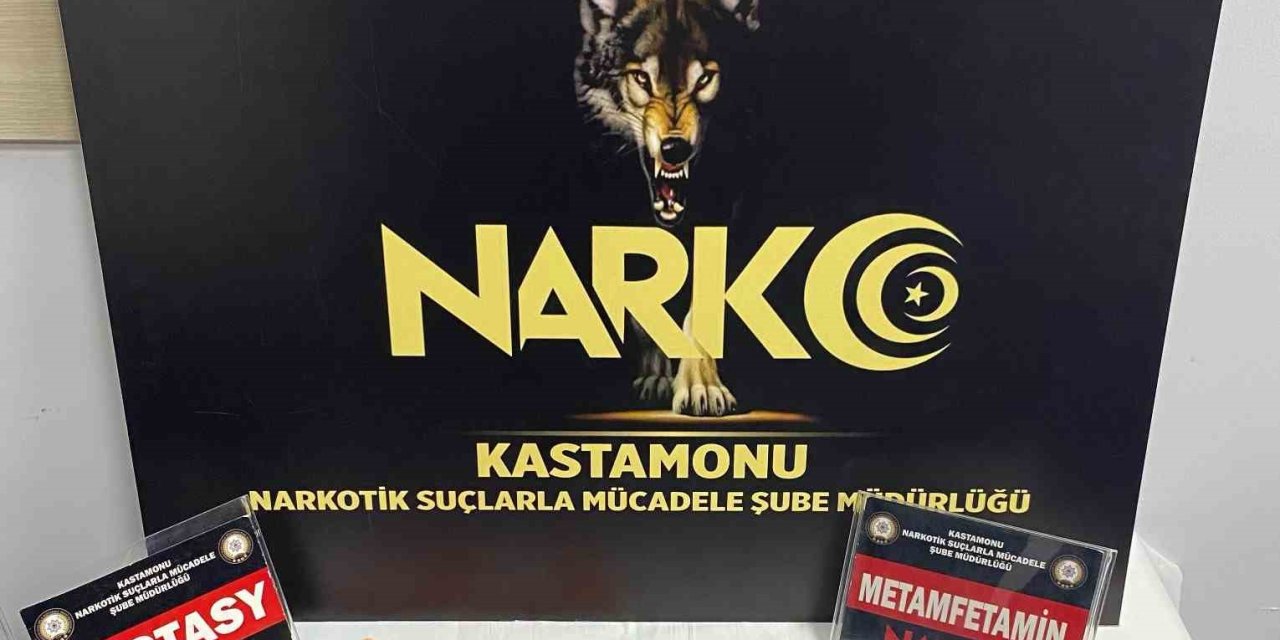 NARKO
KASTAMONU
NARKOTİK SUÇLARLA MÜCADELE ŞUBE MÜDÜRLÜĞÜ
KASTAMONU
NARKOTİK SUÇLARLA MÜCADELE
ŞUBE MÜDÜRLÜĞÜ
KASTAMONU
NARKOTİK SUÇLARLA MÜCADELE
ŞUBE MÜDÜRLÜĞÜ
METAMFETAMİN